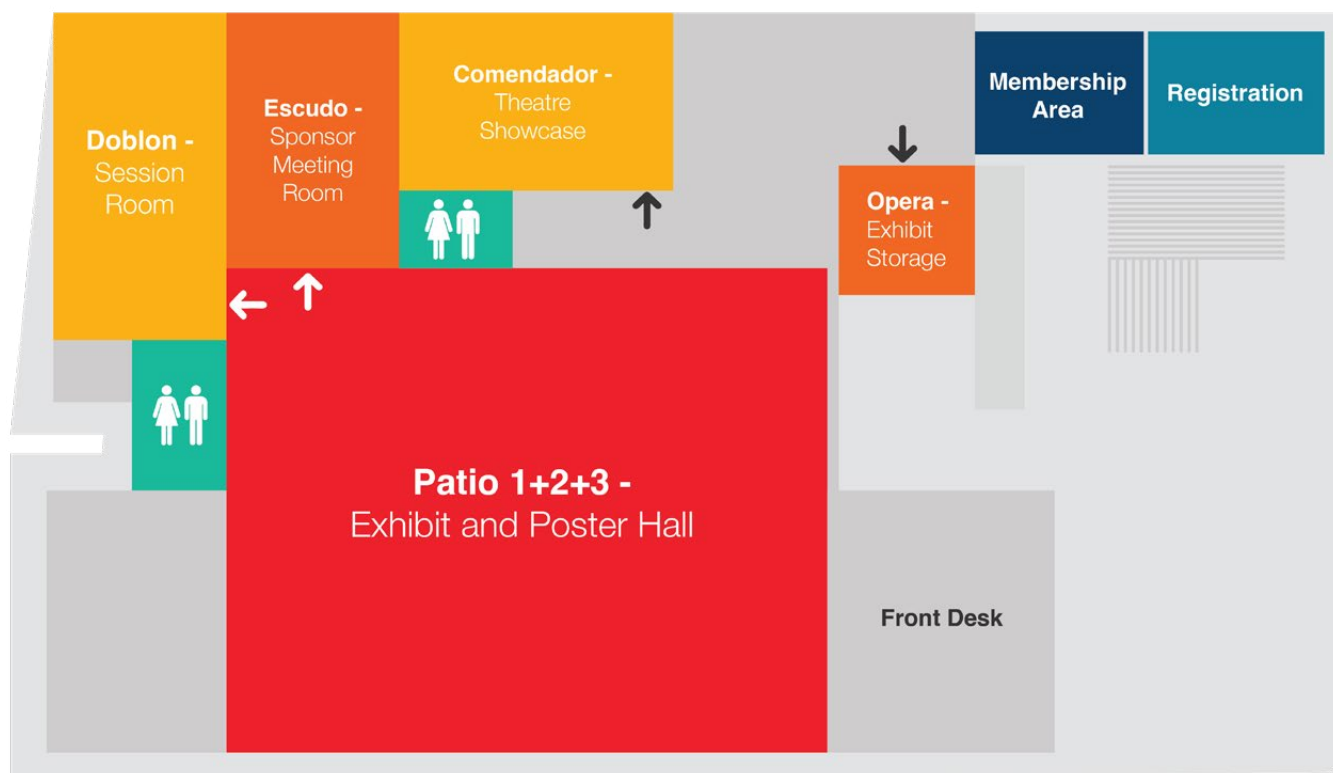 Doblon -
Session
Room
Escudo -
Sponsor
Meeting
Room
Comendador -
Theatre
Showcase
Membership
Area
Registration
Opera -
Exhibit
Storage
Patio 1+2+3 -
Exhibit and Poster Hall
Front Desk